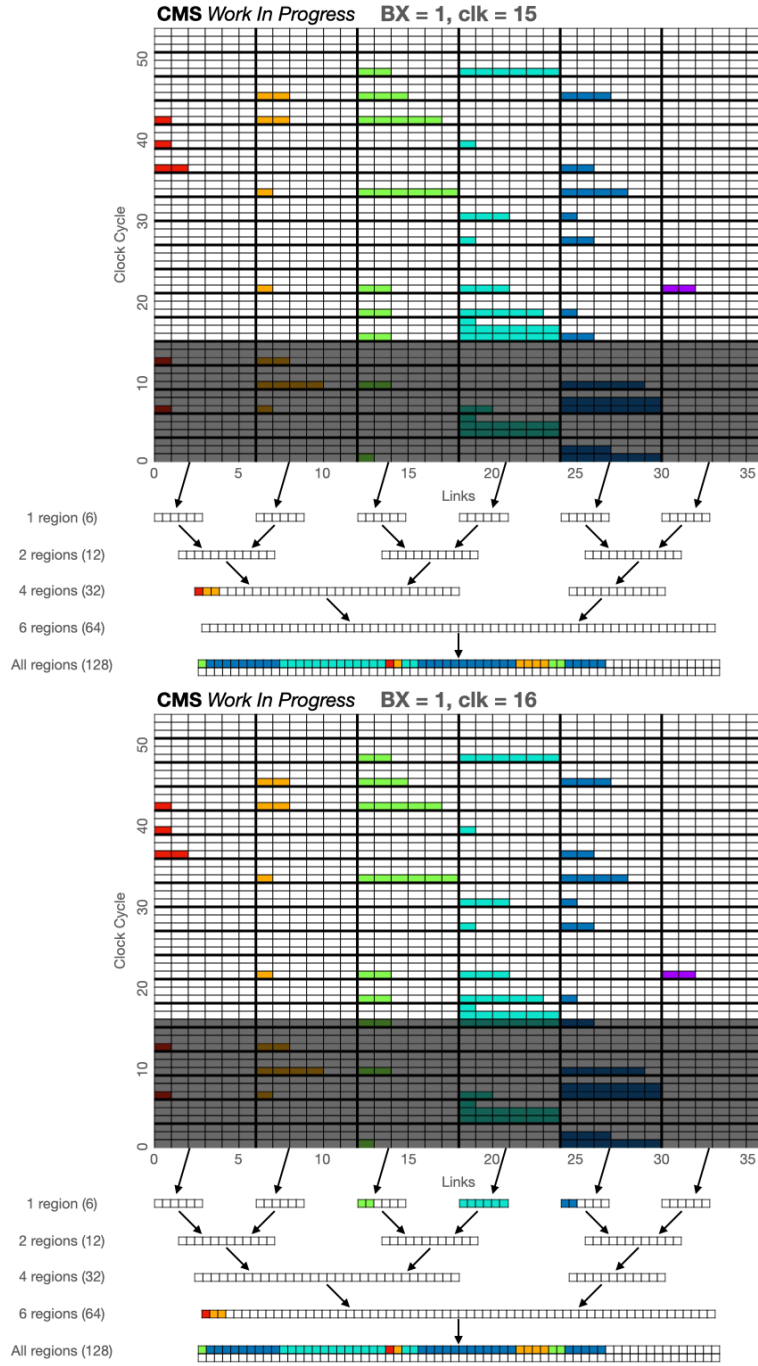 CMS Work In Progress BX = 1, clk = 15
50
40
30
20
10
0
Clock Cycle
0 5 10 15 20 25 30 35
Links
1 region (6)
2 regions (12)
4 regions (32)
6 regions (64)
All regions (128)
CMS Work In Progress BX = 1, clk = 16
50
40
30
20
10
0
Clock Cycle
0 5 10 15 20 25 30 35
Links
1 region (6)
2 regions (12)
4 regions (32)
6 regions (64)
All regions (128)